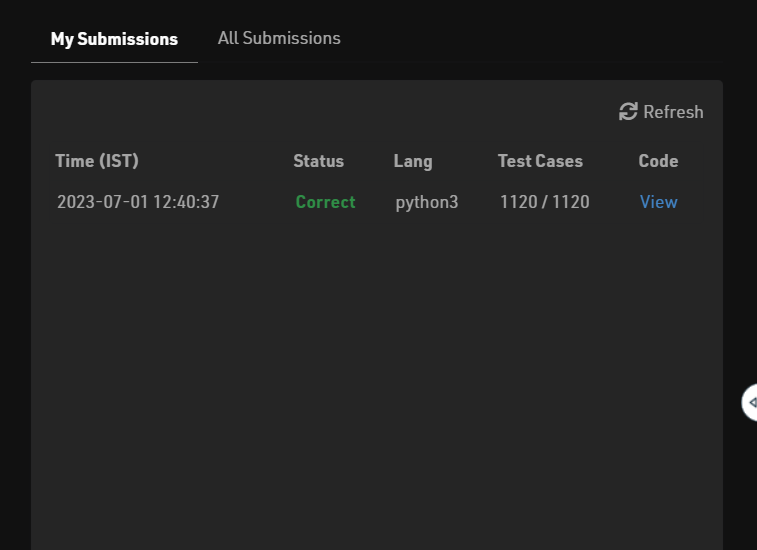 My Submissions All Submissions
Refresh
Time (IST) Status Lang Test Cases Code
2023-07-01 12:40:37 Correct python3 1120 / 1120 View